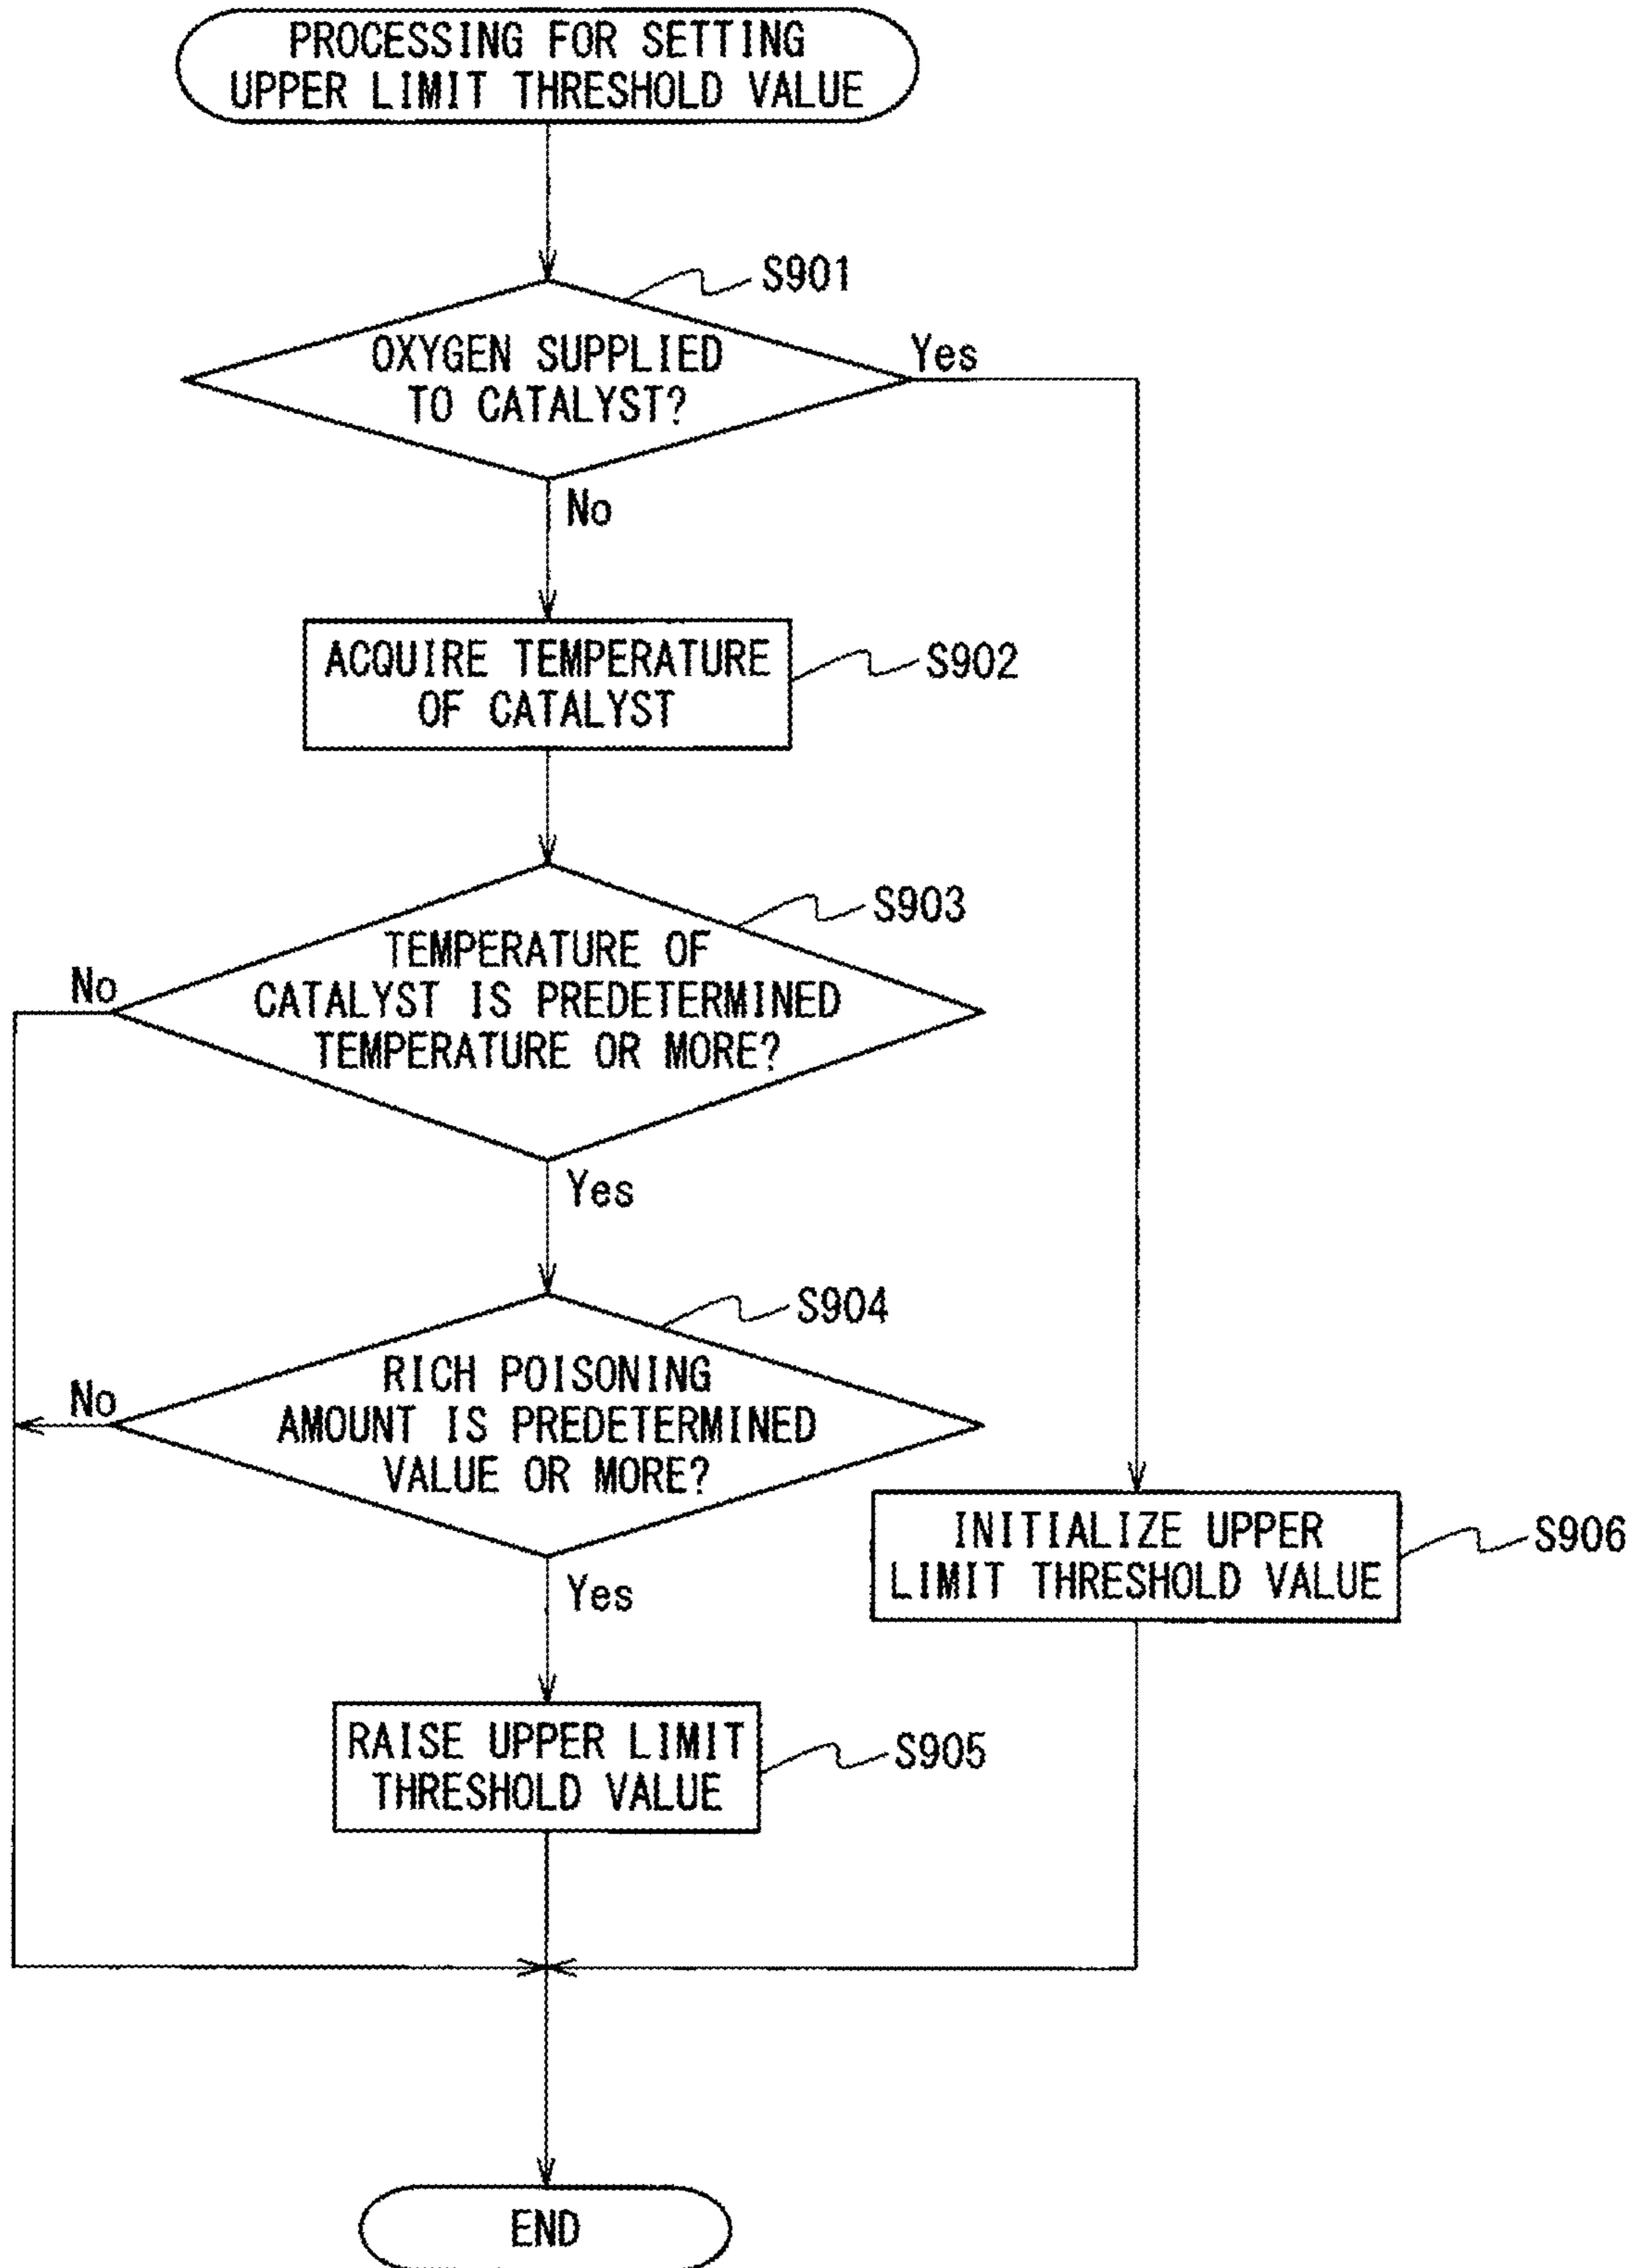 PROCESSING FOR SETTING
UPPER LIMIT THRESHOLD VALUE
S901
OXYGEN SUPPLIED
TO CATALYST?
Yes
No
ACQUIRE TEMPERATURE
OF CATALYST
S902
S903
TEMPERATURE OF
CATALYST IS PREDETERMINED
TEMPERATURE OR MORE?
No
Yes
S904
RICH POISONING
AMOUNT IS PREDETERMINED
VALUE OR MORE?
No
Yes
INITIALIZE UPPER
LIMIT THRESHOLD VALUE
S906
RAISE UPPER LIMIT
THRESHOLD VALUE
S905
END